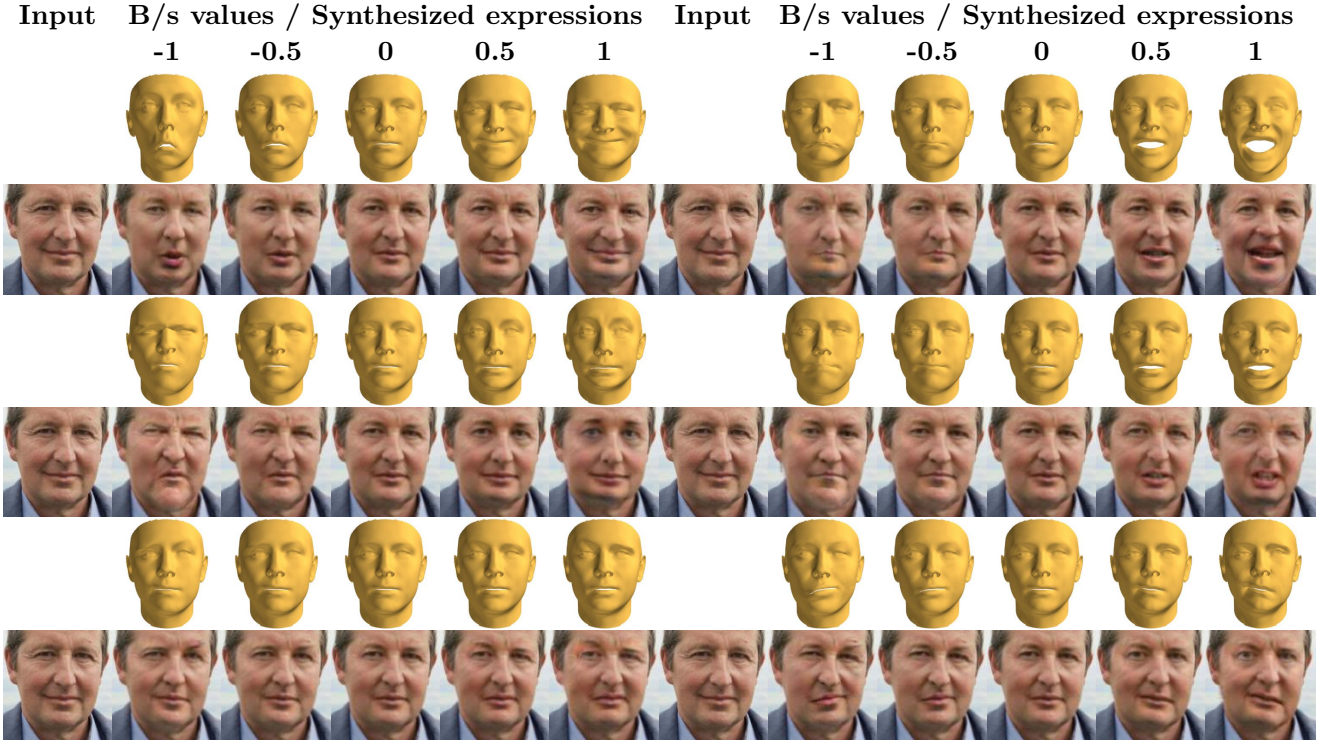 Input B/s values / Synthesized expressions Input B/s values / Synthesized expressions
-1 -0.5 0 0.5 1 -1 -0.5 0 0.5 1